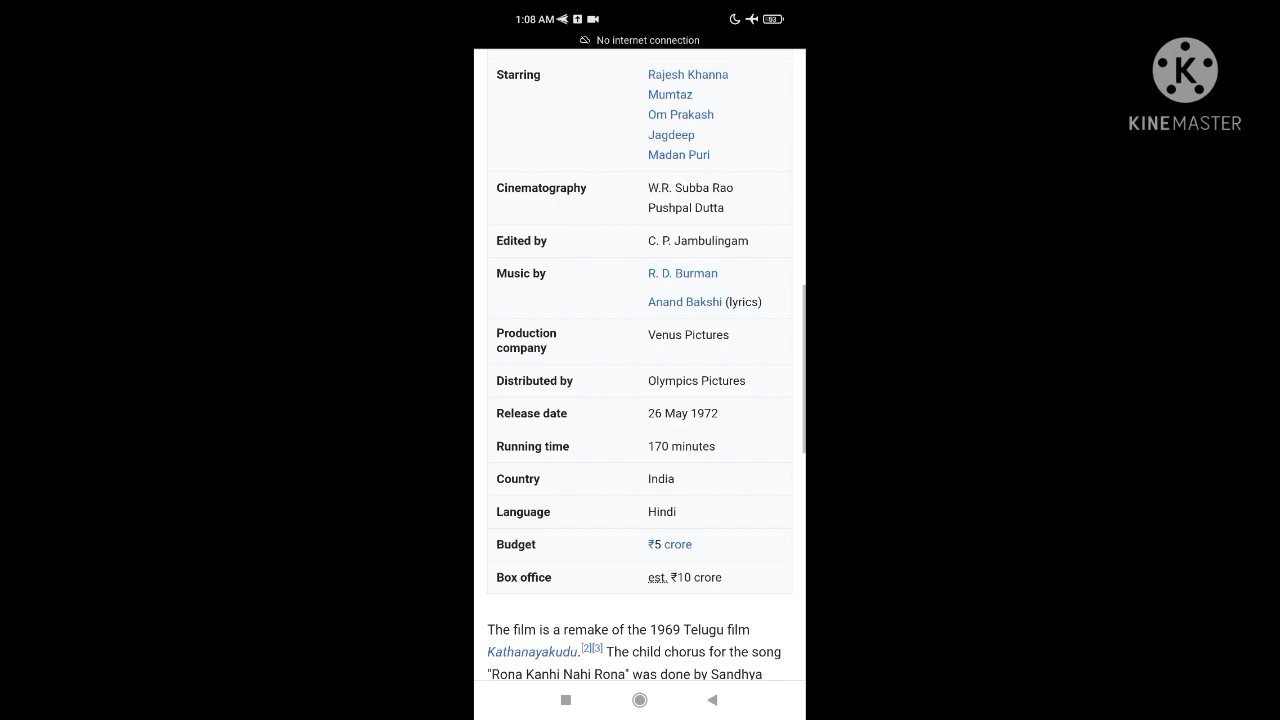 1:08 AM
53
No internet connection
KINEMASTER
Starring
Rajesh Khanna
Mumtaz
Om Prakash
Jagdeep
Madan Puri
Cinematography
W.R. Subba Rao
Pushpal Dutta
Edited by
C. P. Jambulingam
Music by
R. D. Burman
Anand Bakshi (lyrics)
Production
company
Venus Pictures
Distributed by
Olympics Pictures
Release date
26 May 1972
Running time
170 minutes
Country
India
Language
Hindi
Budget
₹5 crore
Box office
est. ₹10 crore
The film is a remake of the 1969 Telugu film
Kathanayakudu.[2][3] The child chorus for the song
"Rona Kanhi Nahi Rona" was done by Sandhya